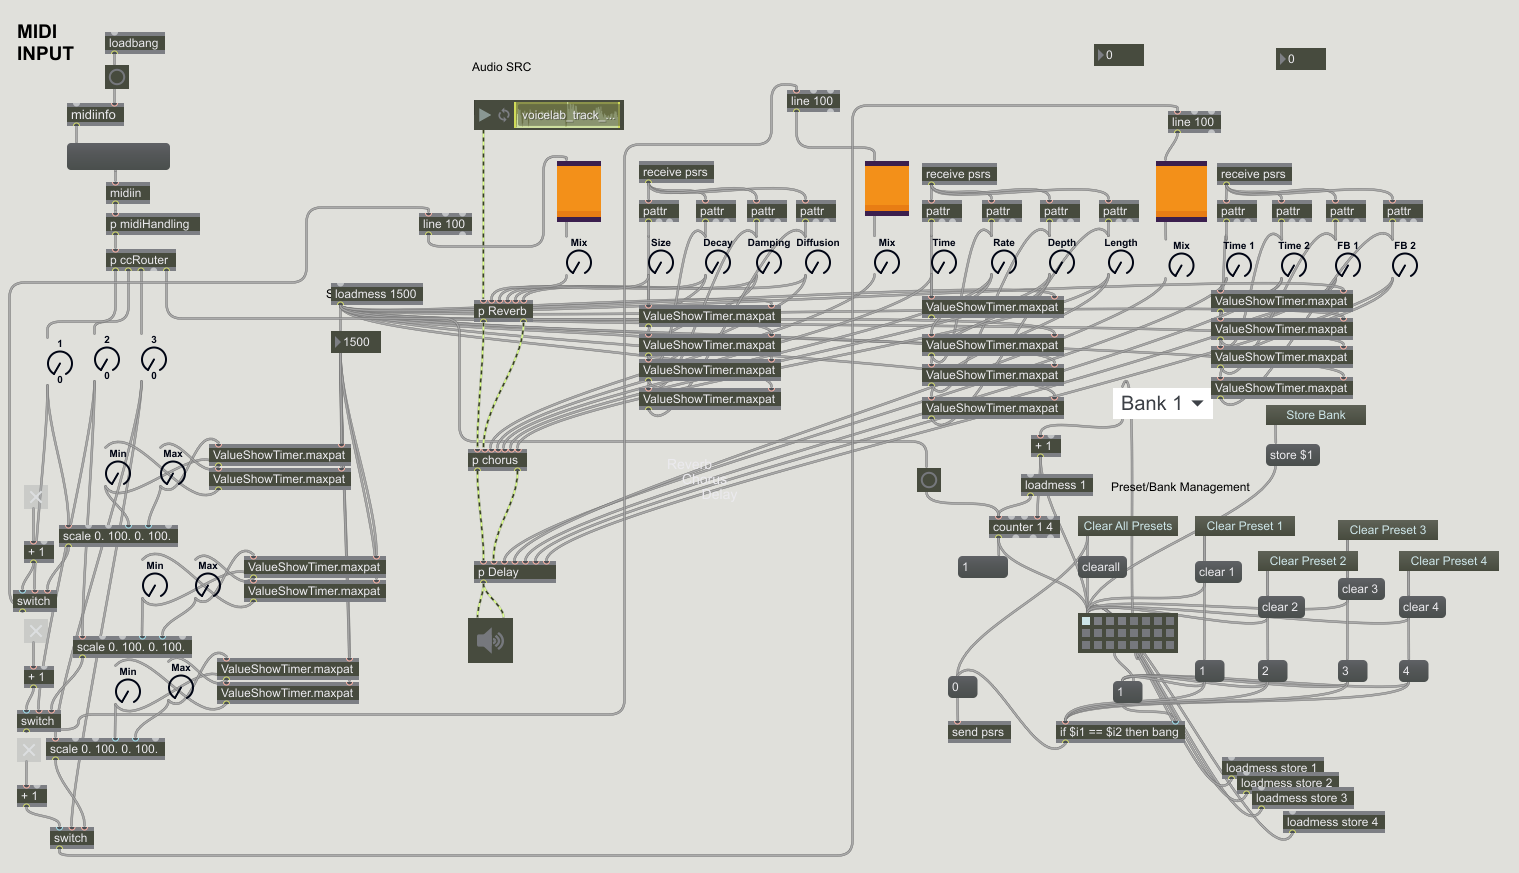 MIDI
INPUT
loadbang
midiinfo
midiin
p midiHandling
p ccRouter
1
2
3
0
0
0
Audio SRC
voicelab_track_...
line 100
line 100
line 100
0
0
loadmess 1500
1500
Mix
receive psrs
pattr
pattr
pattr
pattr
Size
Decay
Damping
Diffusion
Mix
receive psrs
pattr
pattr
pattr
pattr
Time
Rate
Depth
Length
Mix
receive psrs
pattr
pattr
pattr
pattr
Time 1
Time 2
FB 1
FB 2
p Reverb
ValueShowTimer.maxpat
ValueShowTimer.maxpat
ValueShowTimer.maxpat
ValueShowTimer.maxpat
ValueShowTimer.maxpat
ValueShowTimer.maxpat
ValueShowTimer.maxpat
ValueShowTimer.maxpat
ValueShowTimer.maxpat
ValueShowTimer.maxpat
ValueShowTimer.maxpat
ValueShowTimer.maxpat
p chorus
Reverb
Chorus
Delay
p Delay
Min
Max
ValueShowTimer.maxpat
ValueShowTimer.maxpat
scale 0. 100. 0. 100.
+ 1
switch
Min
Max
ValueShowTimer.maxpat
ValueShowTimer.maxpat
scale 0. 100. 0. 100.
+ 1
switch
Min
Max
ValueShowTimer.maxpat
ValueShowTimer.maxpat
scale 0. 100. 0. 100.
+ 1
switch
Bank 1
Store Bank
store $1
+ 1
loadmess 1
Preset/Bank Management
counter 1 4
1
Clear All Presets
clearall
Clear Preset 1
clear 1
Clear Preset 2
clear 2
Clear Preset 3
clear 3
Clear Preset 4
clear 4
0
send psrs
1
1
2
3
4
if $i1 == $i2 then bang
loadmess store 1
loadmess store 2
loadmess store 3
loadmess store 4